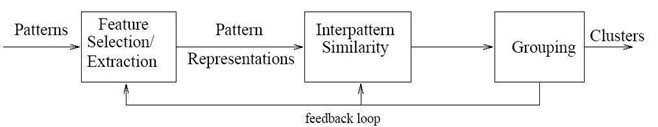 Patterns
Feature
Selection/
Extraction
Pattern
Representations
Interpattern
Similarity
Grouping
Clusters
feedback loop